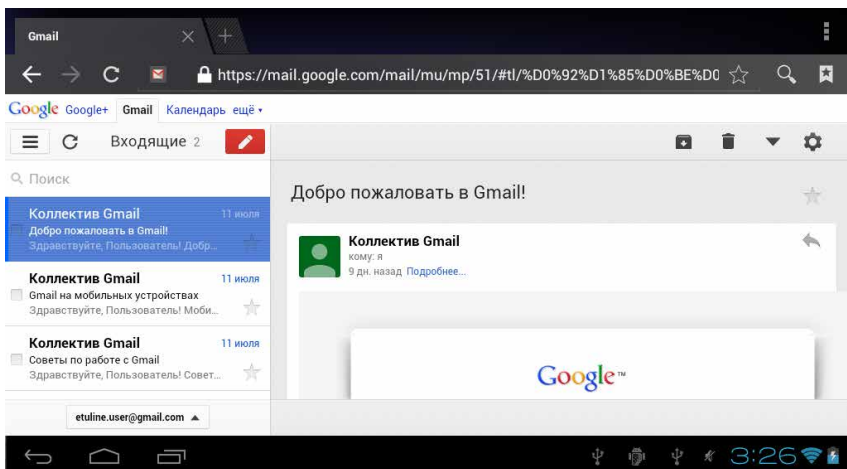 Gmail
https://mail.google.com/mail/mu/mp/51/#tl/%D0%92%D1%85%D0%BE%D0
Google Google+ Gmail Календарь ещё
Входящие 2
Поиск
Коллектив Gmail 11 июля
Добро пожаловать в Gmail!
Здравствуйте, Пользователь! Добр...
Коллектив Gmail 11 июля
Gmail на мобильных устройствах
Здравствуйте, Пользователь! Моби...
Коллектив Gmail 11 июля
Советы по работе с Gmail
Здравствуйте, Пользователь! Совет...
etuline.user@gmail.com
Добро пожаловать в Gmail!
Коллектив Gmail
кому: я
9 дн. назад Подробнее...
Google™
3:26